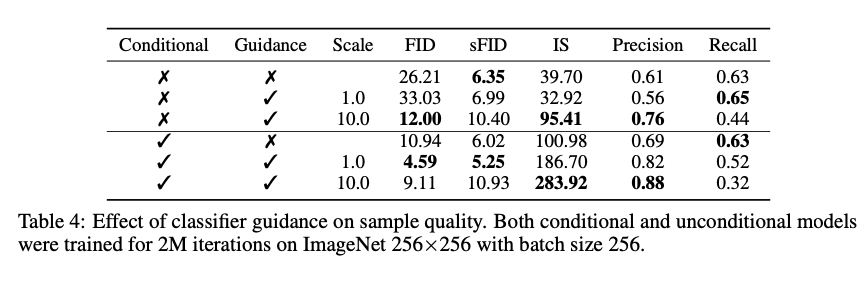 Conditional Guidance Scale FID sFID IS Precision Recall
✗ ✗ 26.21 6.35 39.70 0.61 0.63
✗ ✓ 1.0 33.03 6.99 32.92 0.56 0.65
✗ ✓ 10.0 12.00 10.40 95.41 0.76 0.44
✓ ✗ 10.94 6.02 100.98 0.69 0.63
✓ ✓ 1.0 4.59 5.25 186.70 0.82 0.52
✓ ✓ 10.0 9.11 10.93 283.92 0.88 0.32
Table 4: Effect of classifier guidance on sample quality. Both conditional and unconditional models
were trained for 2M iterations on ImageNet 256×256 with batch size 256.